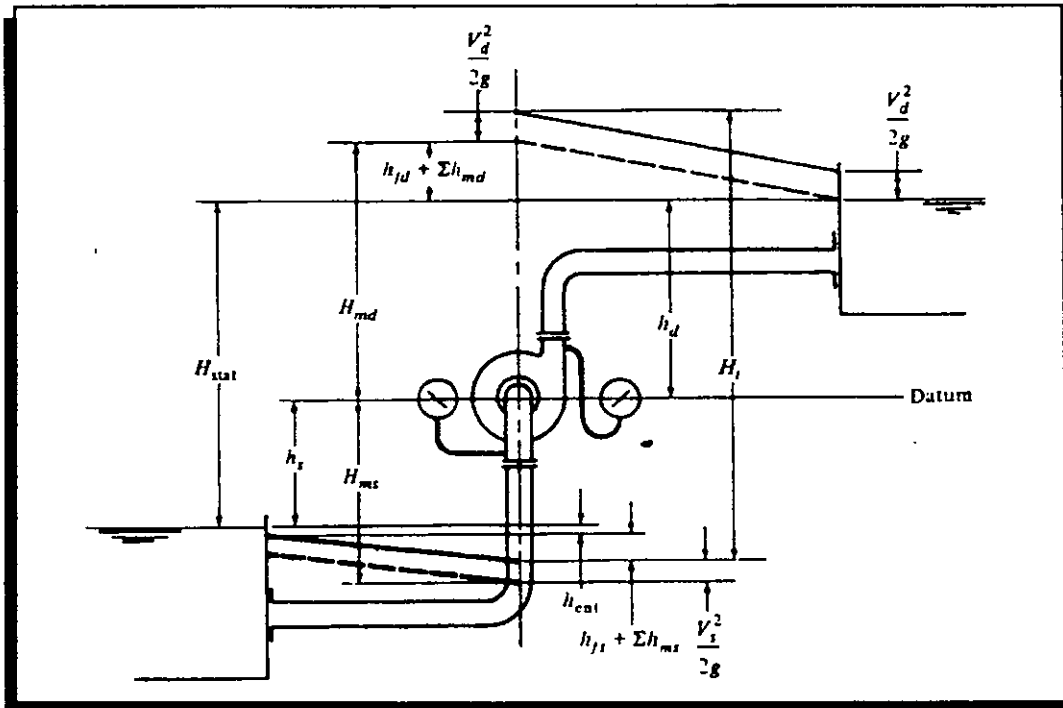 V_d^2/2g
V_d^2/2g
h_fd + Σh_md
H_md
h_d
H_stat
H_t
Datum
h_s
H_ms
h_ent
h_fs + Σh_ms
V_s^2/2g